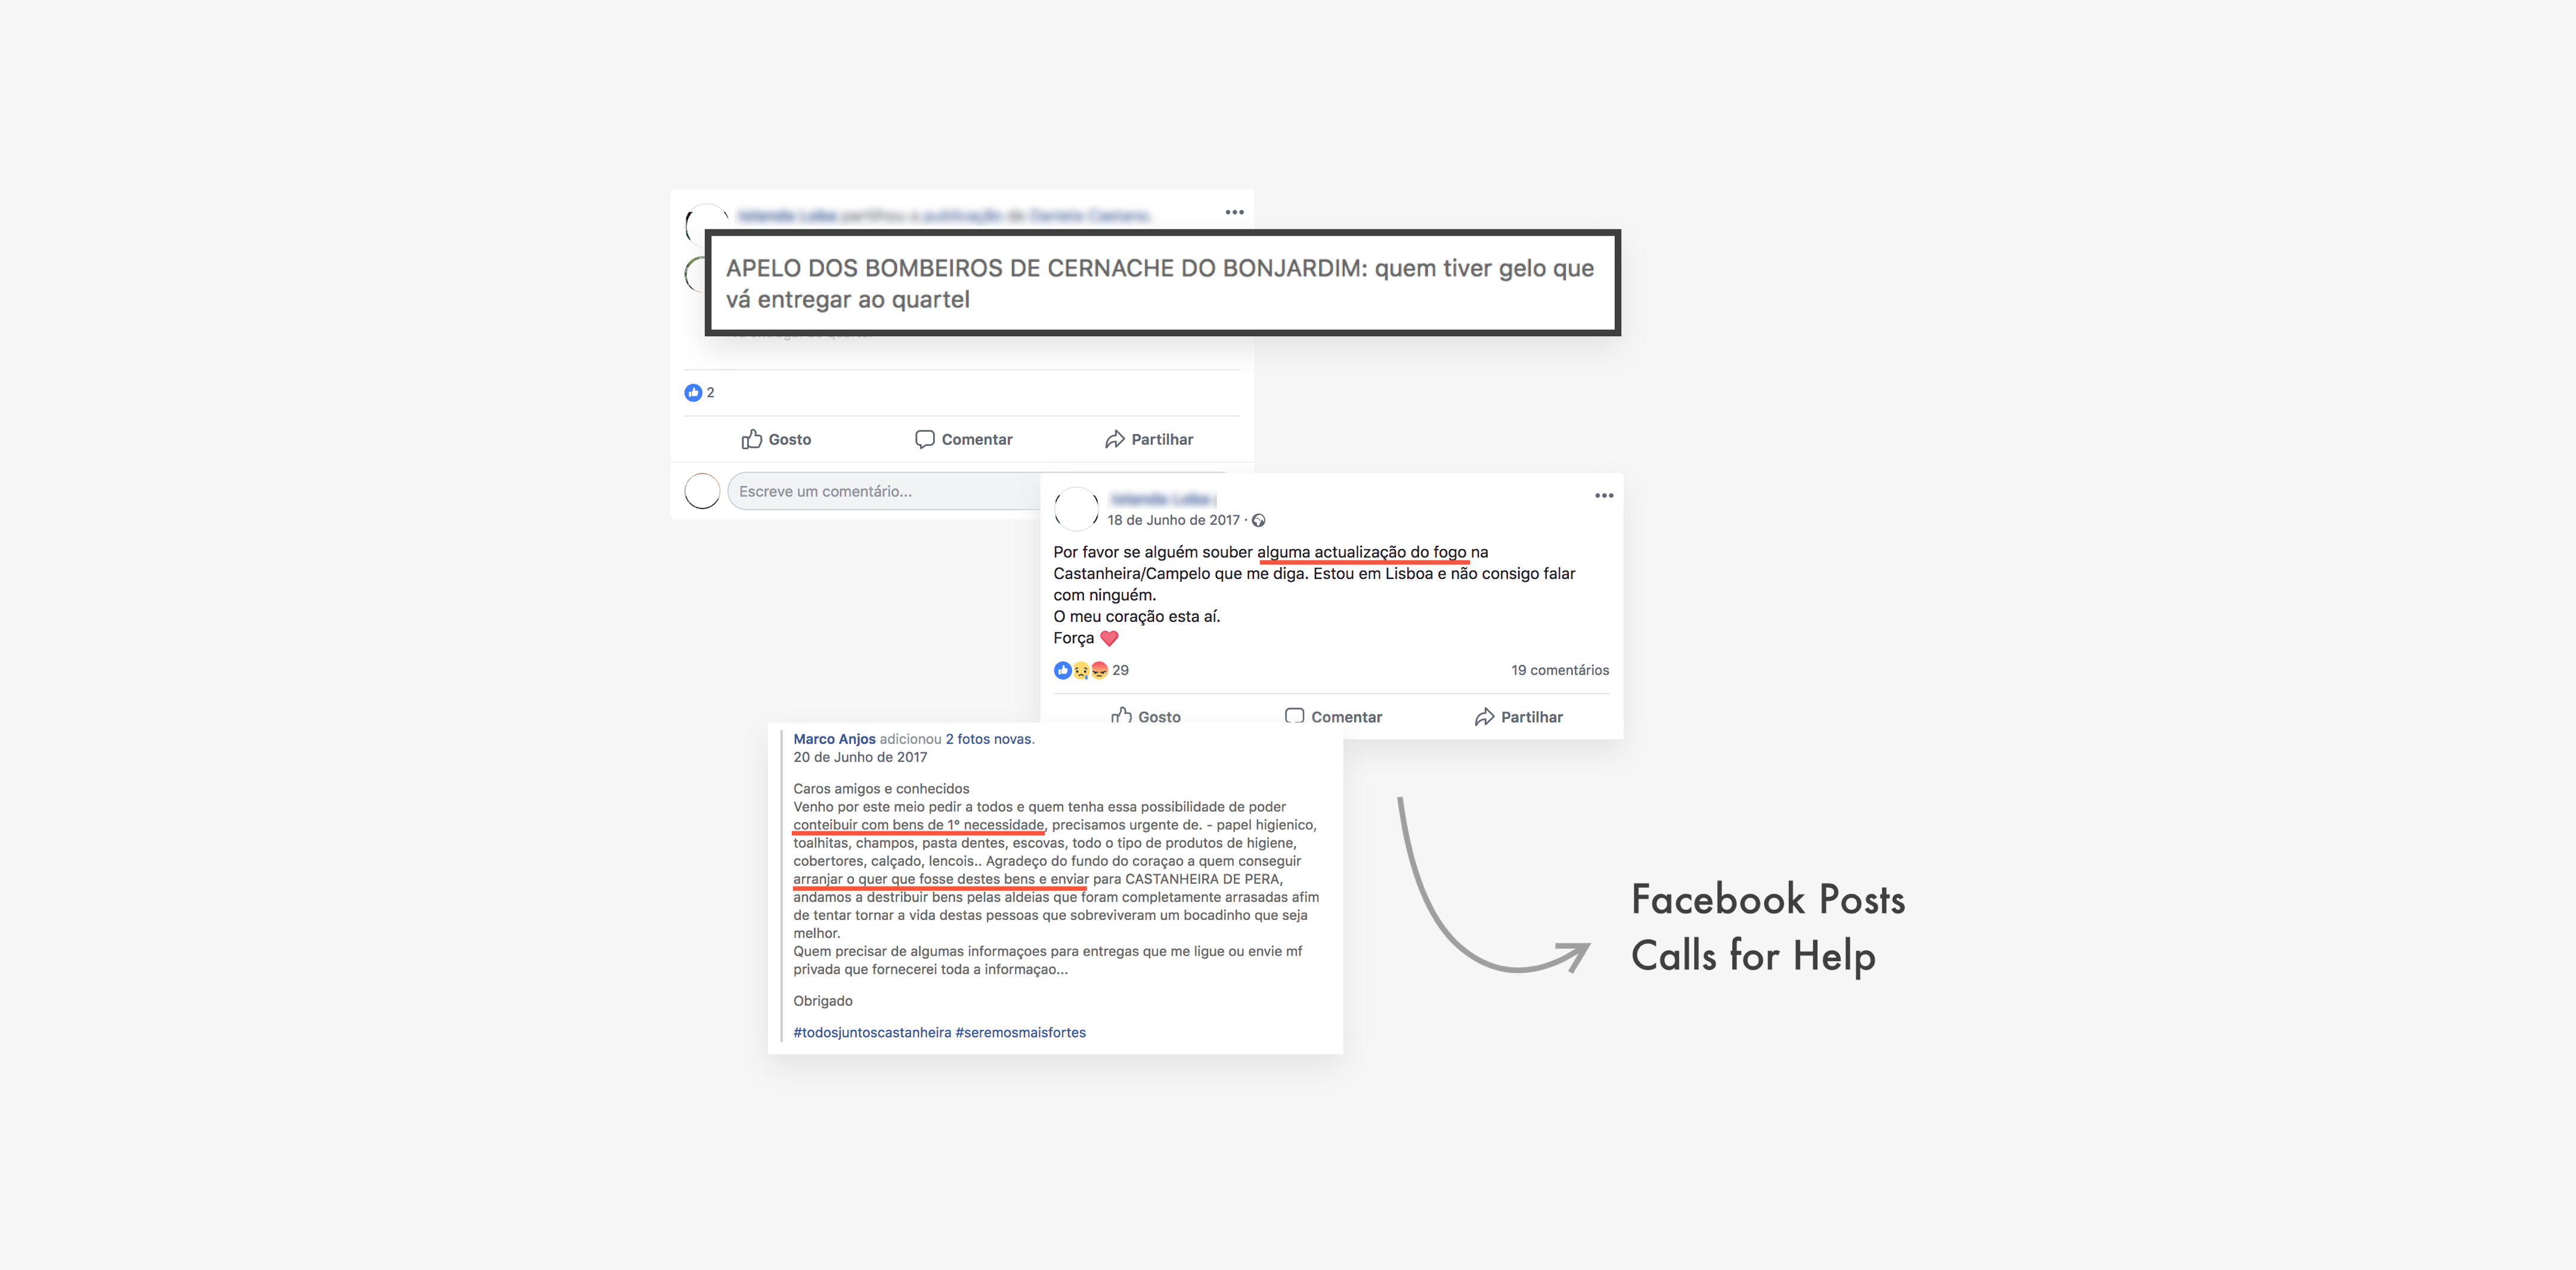 APELO DOS BOMBEIROS DE CERNACHE DO BONJARDIM: quem tiver gelo que
vá entregar ao quartel
2
Gosto
Comentar
Partilhar
Escreve um comentário...
18 de Junho de 2017 ·
Por favor se alguém souber alguma actualização do fogo na
Castanheira/Campelo que me diga. Estou em Lisboa e não consigo falar
com ninguém.
O meu coração esta aí.
Força ❤️
29
19 comentários
Gosto
Comentar
Partilhar
Marco Anjos adicionou 2 fotos novas.
20 de Junho de 2017
Caros amigos e conhecidos
Venho por este meio pedir a todos e quem tenha essa possibilidade de poder
conteibuir com bens de 1º necessidade, precisamos urgente de. - papel higienico,
toalhitas, champos, pasta dentes, escovas, todo o tipo de produtos de higiene,
cobertores, calçado, lencois.. Agradeço do fundo do coraçao a quem conseguir
arranjar o quer que fosse destes bens e enviar para CASTANHEIRA DE PERA,
andamos a destribuir bens pelas aldeias que foram completamente arrasadas afim
de tentar tornar a vida destas pessoas que sobreviveram um bocadinho que seja
melhor.
Quem precisar de algumas informaçoes para entregas que me ligue ou envie mf
privada que fornecerei toda a informaçao...
Obrigado
#todosjuntoscastanheira #seremosmaisfortes
Facebook Posts
Calls for Help